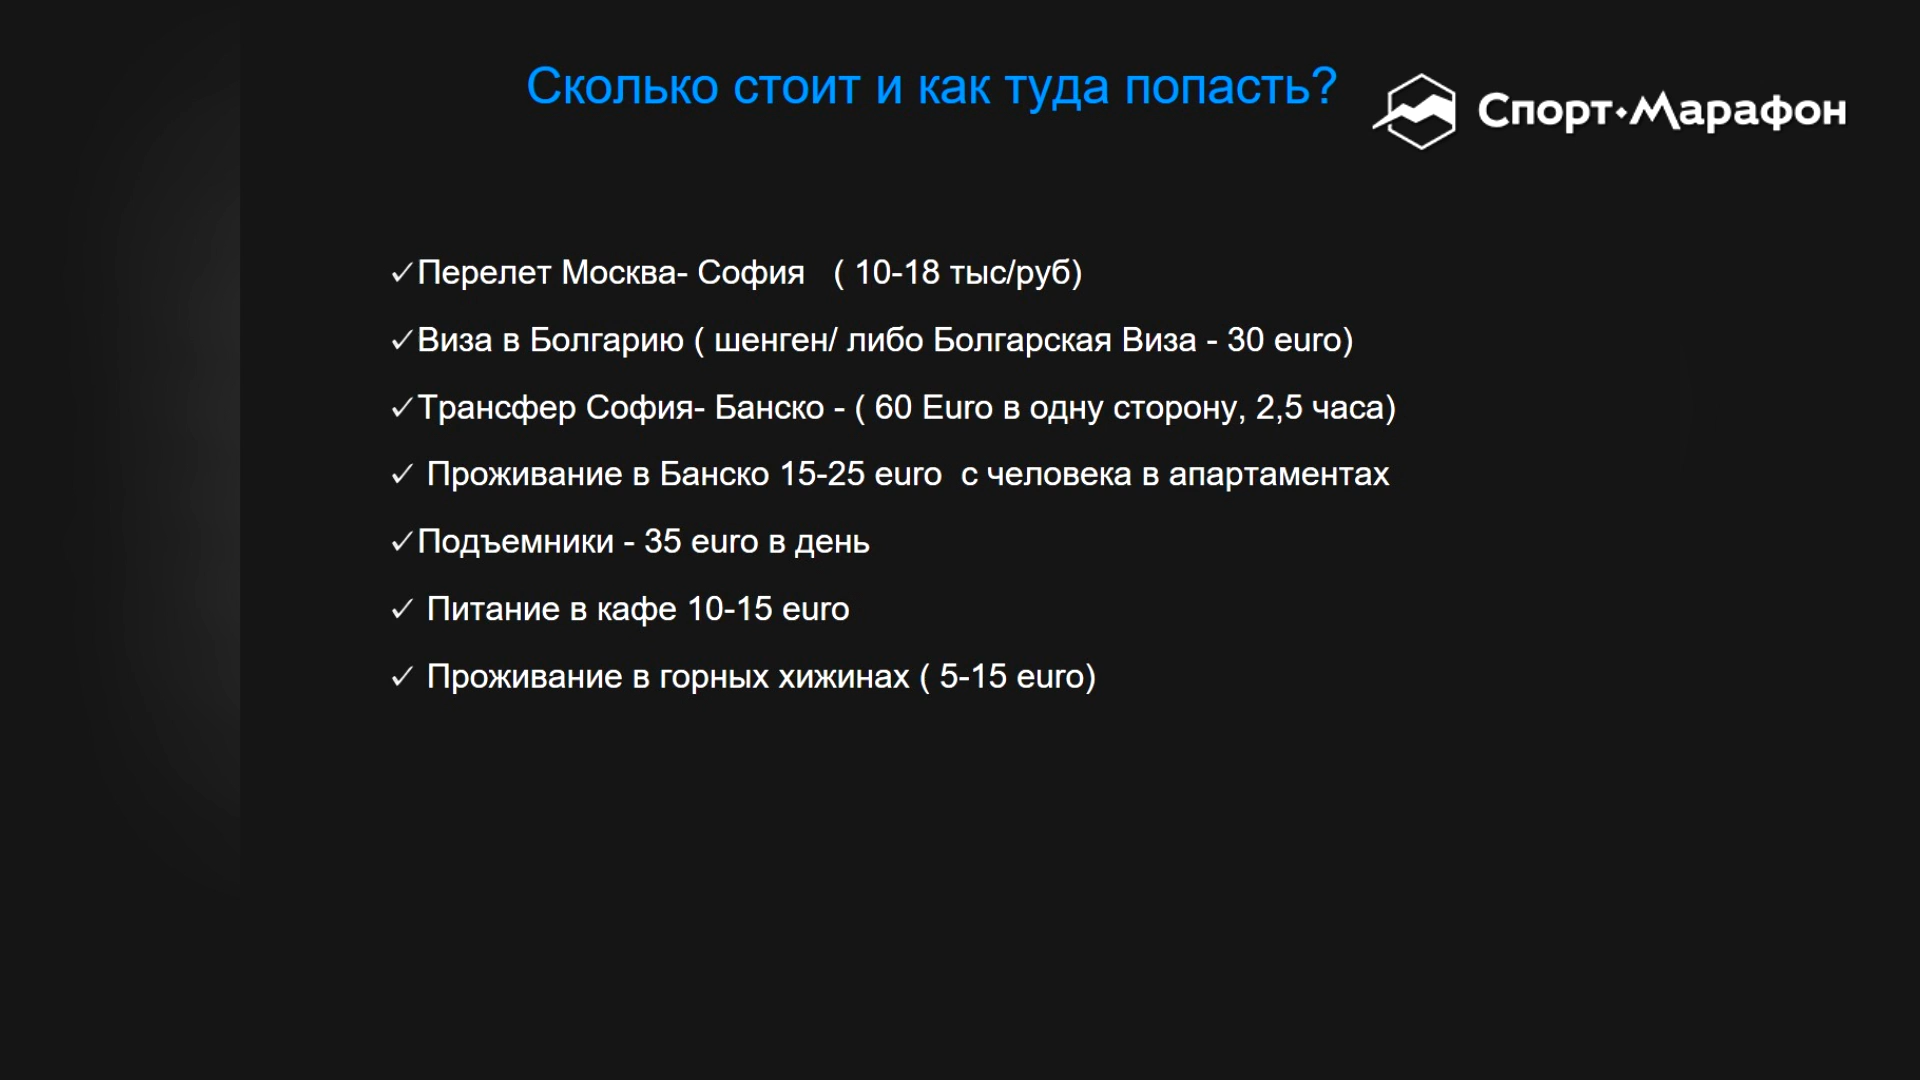 Сколько стоит и как туда попасть?
Спорт•Марафон
✓Перелет Москва- София ( 10-18 тыс/руб)
✓Виза в Болгарию ( шенген/ либо Болгарская Виза - 30 euro)
✓Трансфер София- Банско - ( 60 Euro в одну сторону, 2,5 часа)
✓ Проживание в Банско 15-25 euro с человека в апартаментах
✓Подъемники - 35 euro в день
✓ Питание в кафе 10-15 euro
✓ Проживание в горных хижинах ( 5-15 euro)